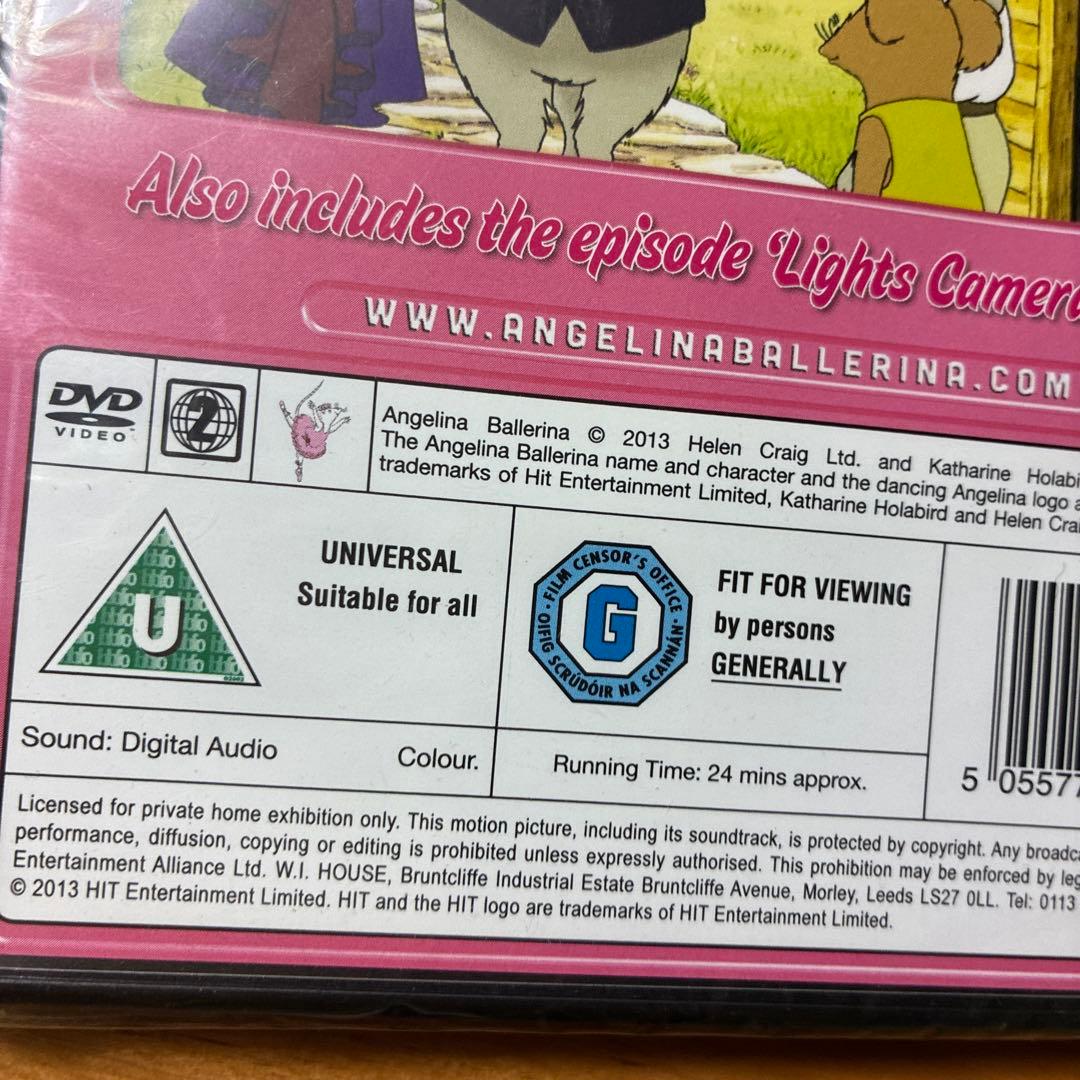 Also includes the episode 'Lights Camera
WWW.ANGELINABALLERINA.COM
DVD
VIDEO
2
Angelina Ballerina © 2013 Helen Craig Ltd. and Katharine
The Angelina Ballerina name and character and the dancing Angelina logo
trademarks of Hit Entertainment Limited, Katharine Holabird and Helen
U
UNIVERSAL
Suitable for all
FILM CENSOR'S OFFICE
G
OIFIG SCRÚDÓIR NA SCANNÁN
FIT FOR VIEWING
by persons
GENERALLY
Sound: Digital Audio
Colour.
Running Time: 24 mins approx.
5 05577
Licensed for private home exhibition only. This motion picture, including its soundtrack, is protected by copyright. Any
performance, diffusion, copying or editing is prohibited unless expressly authorised. This prohibition may be enforced by
Entertainment Alliance Ltd. W.I. HOUSE, Bruntcliffe Industrial Estate Bruntcliffe Avenue, Morley, Leeds LS27 0LL. Tel: 0113
© 2013 HIT Entertainment Limited. HIT and the HIT logo are trademarks of HIT Entertainment Limited.